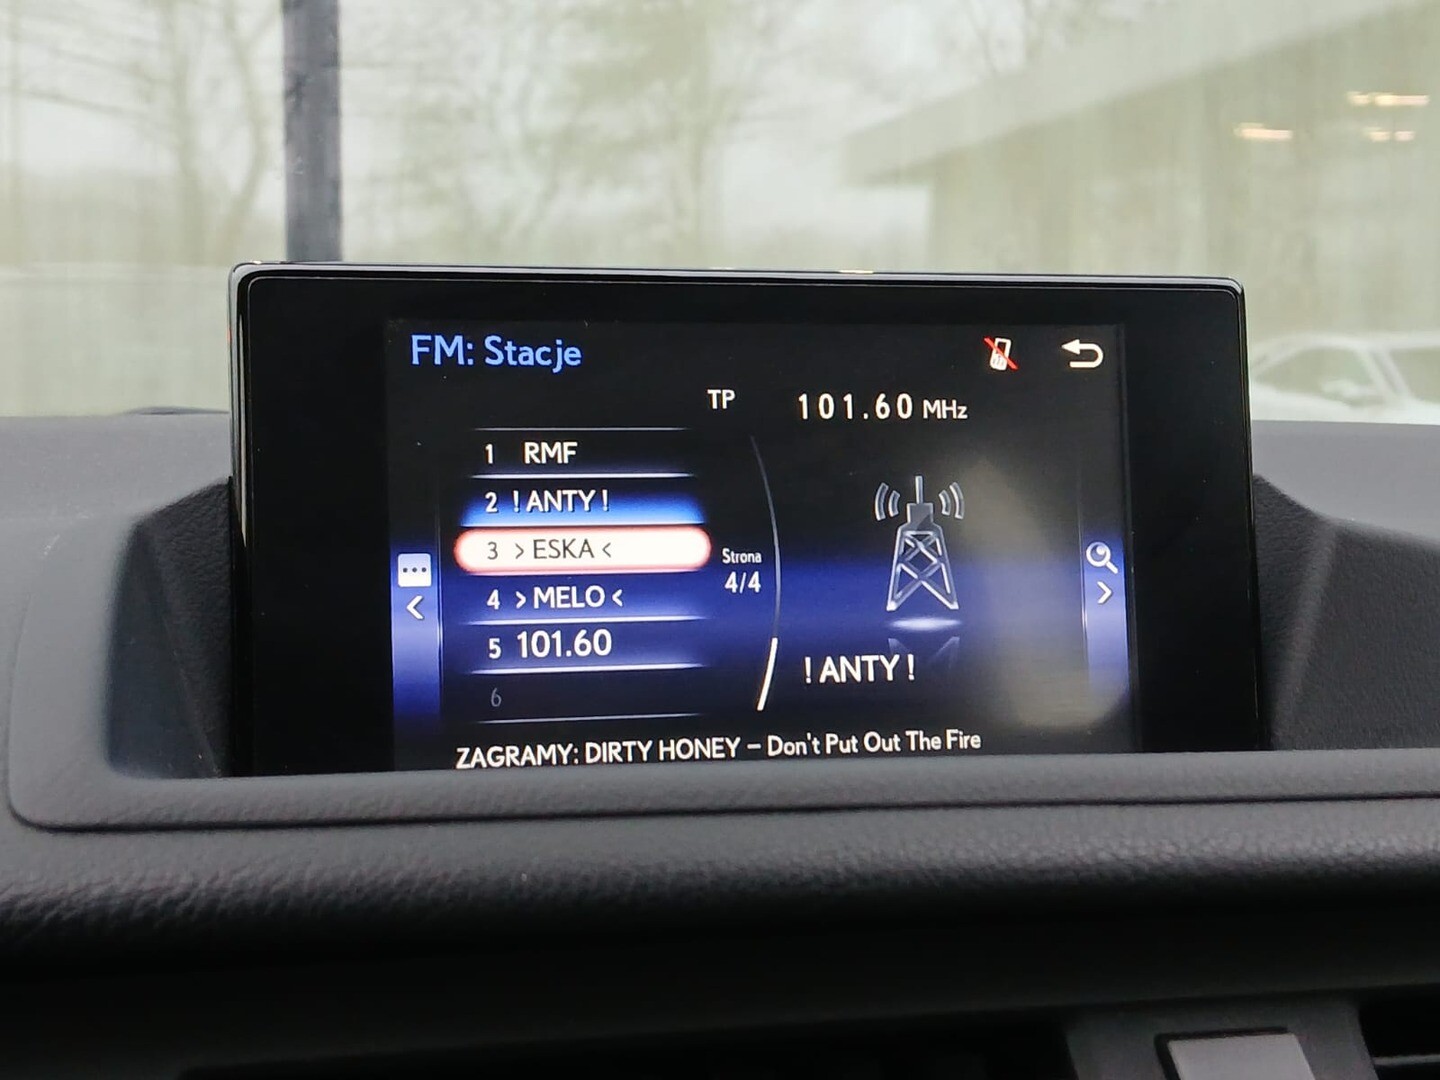 FM: Stacje
TP 101.60 MHz
1 RMF
2 ! ANTY !
3 > ESKA <
4 > MELO <
5 101.60
6
Strona
4/4
! ANTY !
ZAGRAMY: DIRTY HONEY – Don't Put Out The Fire